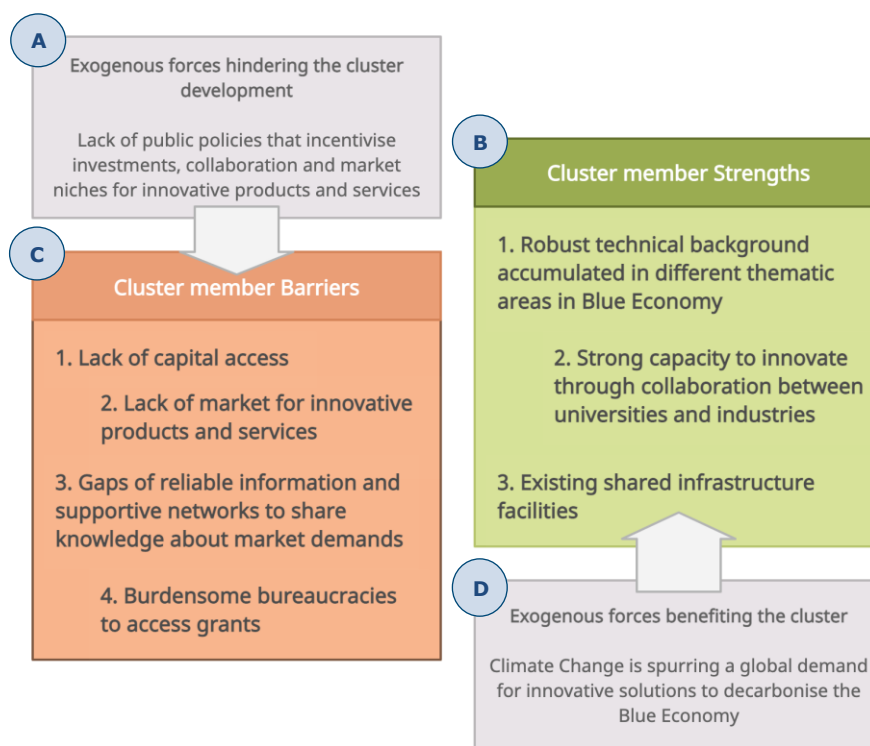 A
Exogenous forces hindering the cluster
development
Lack of public policies that incentivise
investments, collaboration and market
niches for innovative products and services
C
Cluster member Barriers
1. Lack of capital access
2. Lack of market for innovative
products and services
3. Gaps of reliable information and
supportive networks to share
knowledge about market demands
4. Burdensome bureaucracies
to access grants
B
Cluster member Strengths
1. Robust technical background
accumulated in different thematic
areas in Blue Economy
2. Strong capacity to innovate
through collaboration between
universities and industries
3. Existing shared infrastructure
facilities
D
Exogenous forces benefiting the cluster
Climate Change is spurring a global demand
for innovative solutions to decarbonise the
Blue Economy